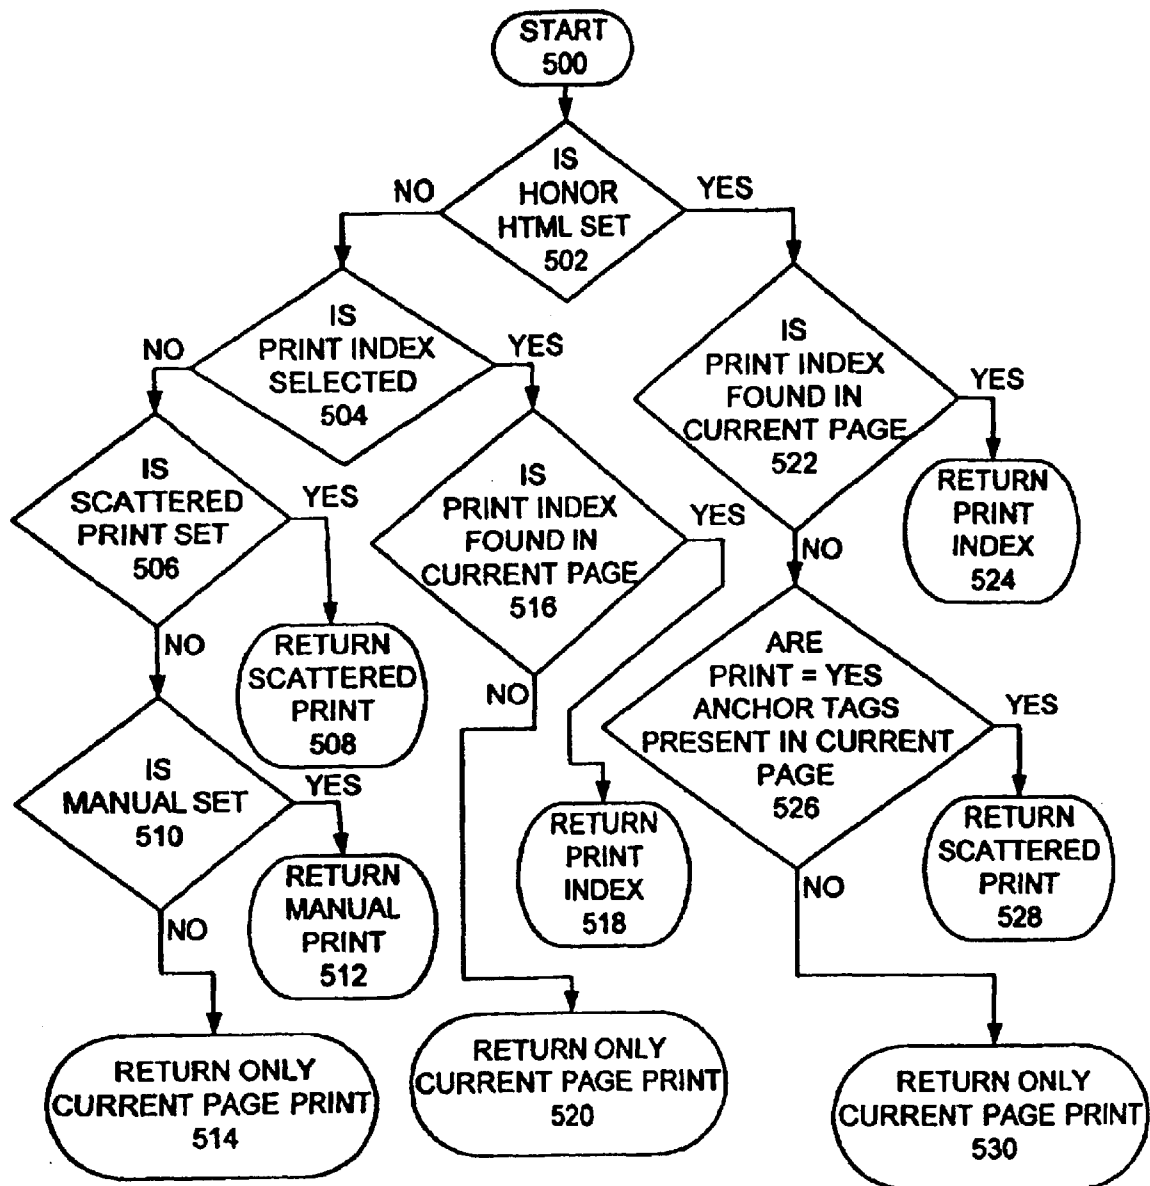 START
500
IS
HONOR
HTML SET
502
NO
YES
IS
PRINT INDEX
SELECTED
504
NO
YES
IS
PRINT INDEX
FOUND IN
CURRENT PAGE
522
YES
NO
RETURN
PRINT
INDEX
524
IS
SCATTERED
PRINT SET
506
YES
NO
IS
PRINT INDEX
FOUND IN
CURRENT PAGE
516
YES
NO
RETURN
SCATTERED
PRINT
508
ARE
PRINT = YES
ANCHOR TAGS
PRESENT IN CURRENT
PAGE
526
YES
NO
IS
MANUAL SET
510
YES
NO
RETURN
MANUAL
PRINT
512
RETURN
PRINT
INDEX
518
RETURN
SCATTERED
PRINT
528
RETURN ONLY
CURRENT PAGE PRINT
514
RETURN ONLY
CURRENT PAGE PRINT
520
RETURN ONLY
CURRENT PAGE PRINT
530